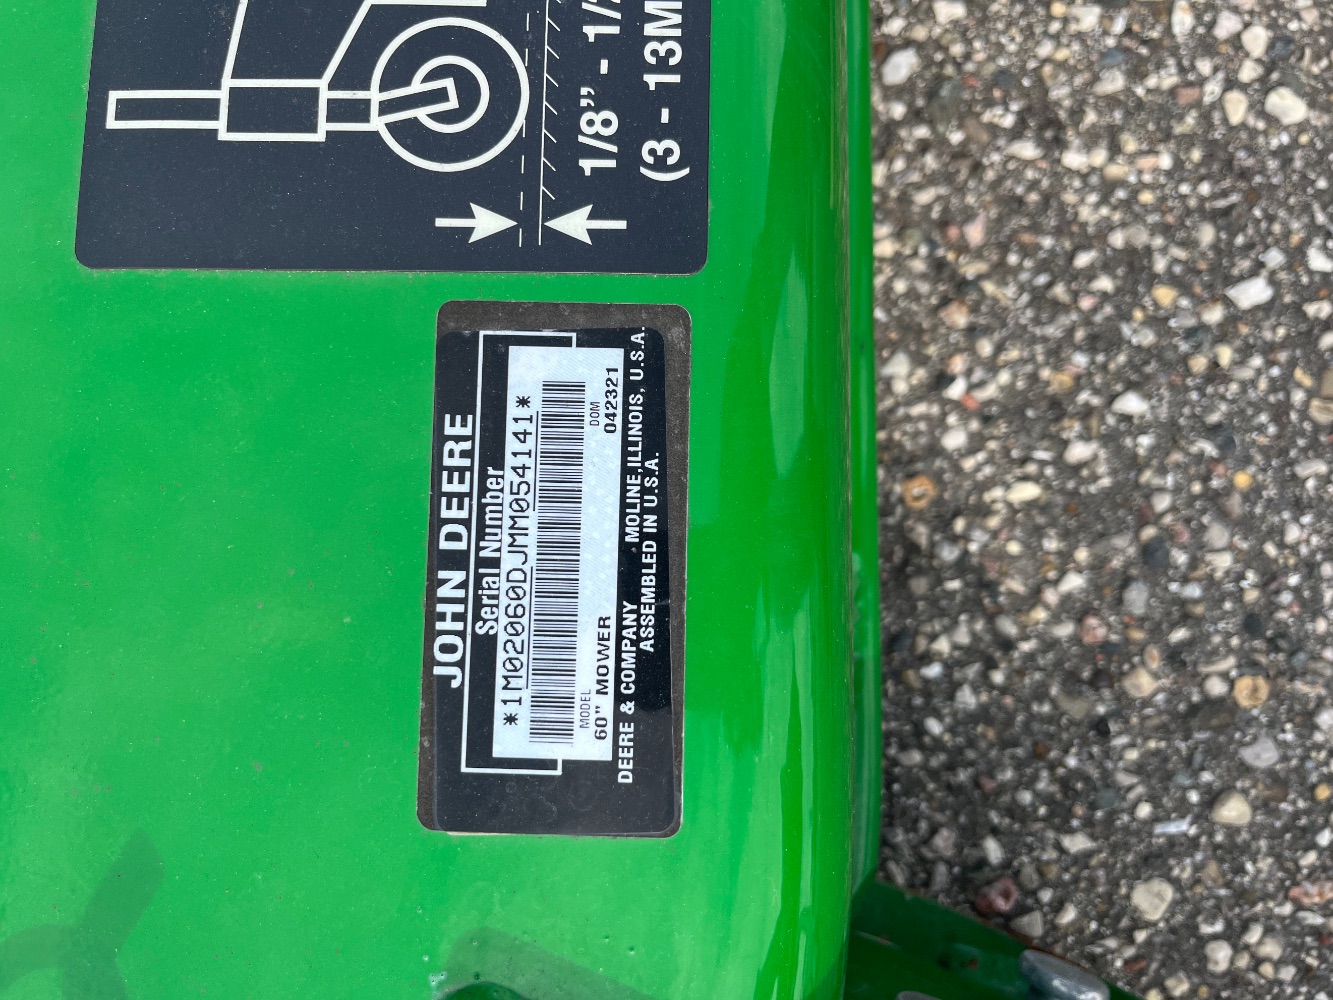 1/8" - 1/
(3 - 13M
JOHN DEERE
Serial Number
*1M02060DJMM054141*
MODEL
60" MOWER
DOM
042321
DEERE & COMPANY MOLINE,ILLINOIS, U.S.A.
ASSEMBLED IN U.S.A.